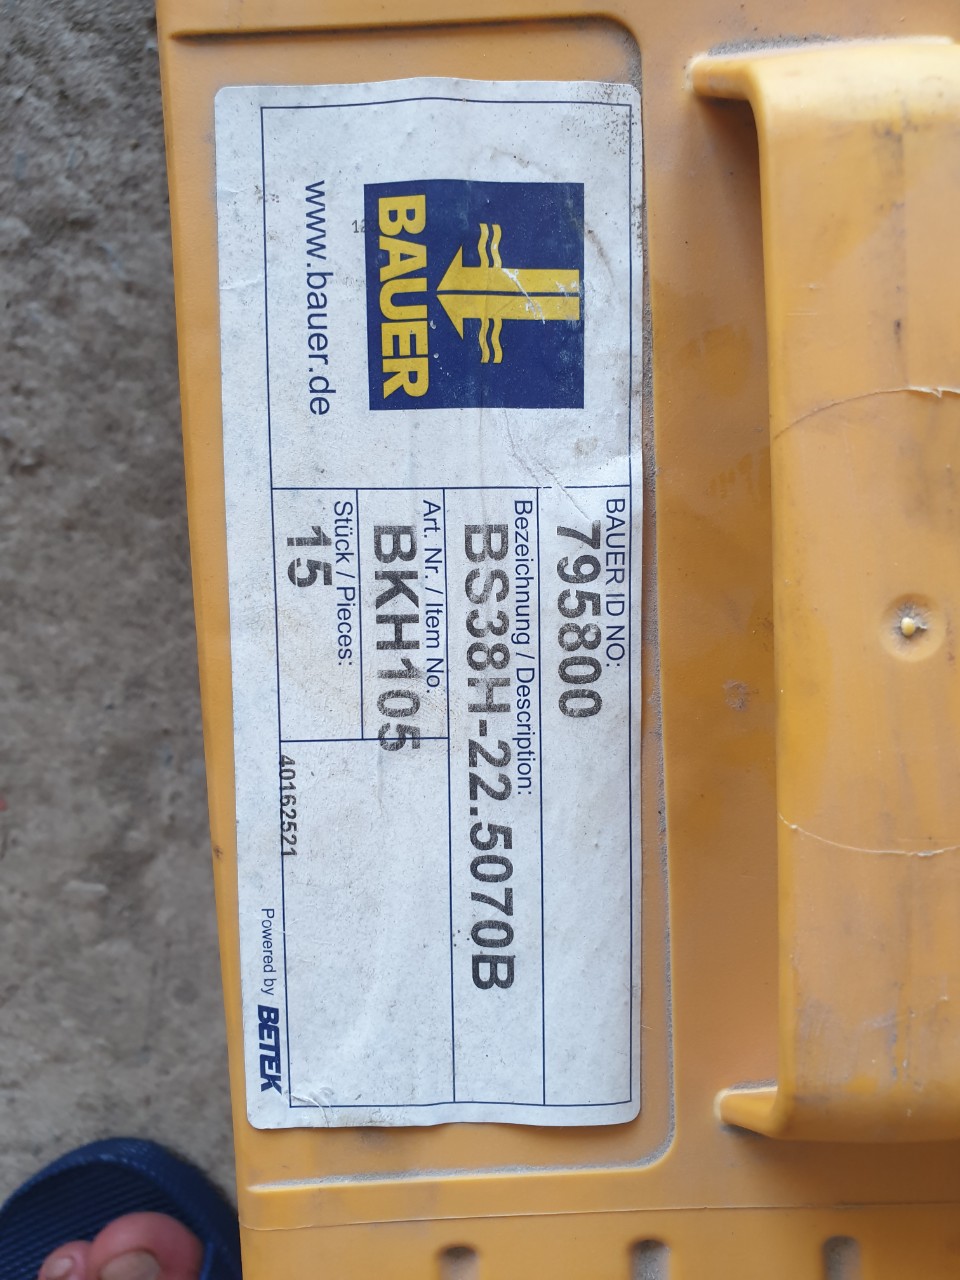 BAUER
www.bauer.de
BAUER ID NO:
795800
Bezeichnung / Description:
BS38H-22.5070B
Art. Nr. / Item No.
BKH105
Stück / Pieces:
15
40162521
Powered by BETEK